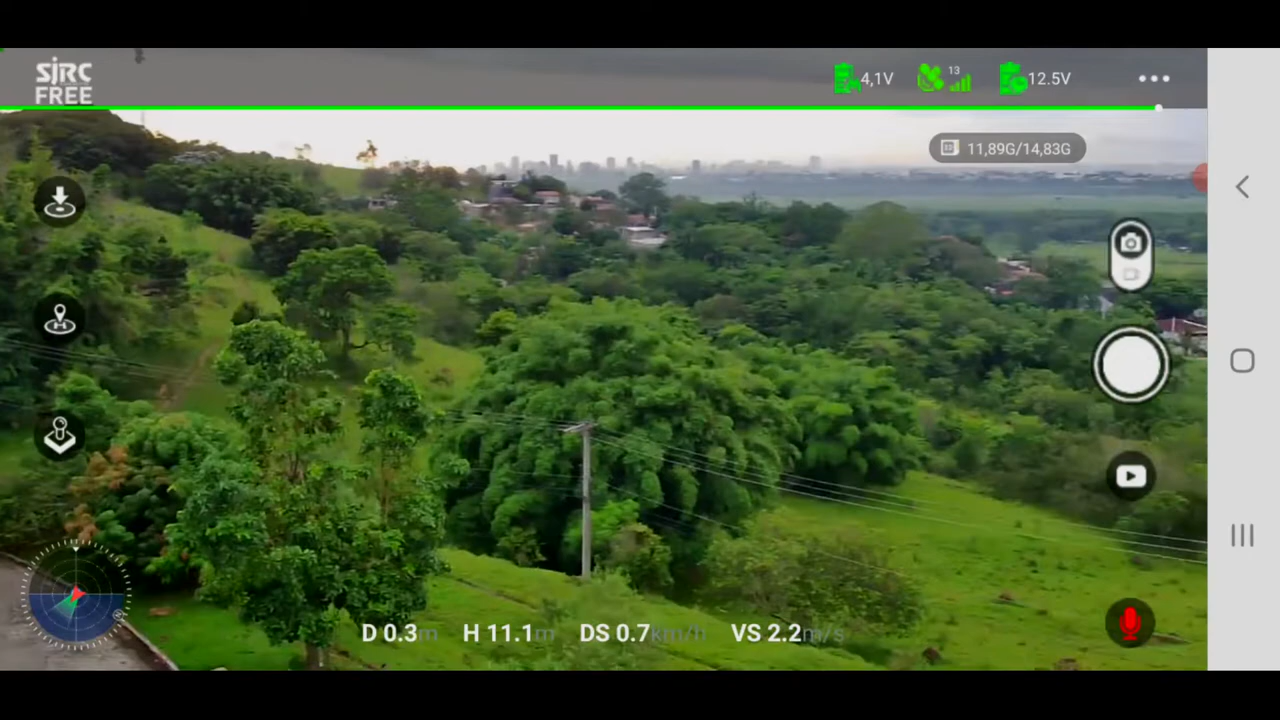 SJRC
FREE
4,1V
13
12.5V
11,89G/14,83G
D 0.3m H 11.1m DS 0.7km/h VS 2.2m/s